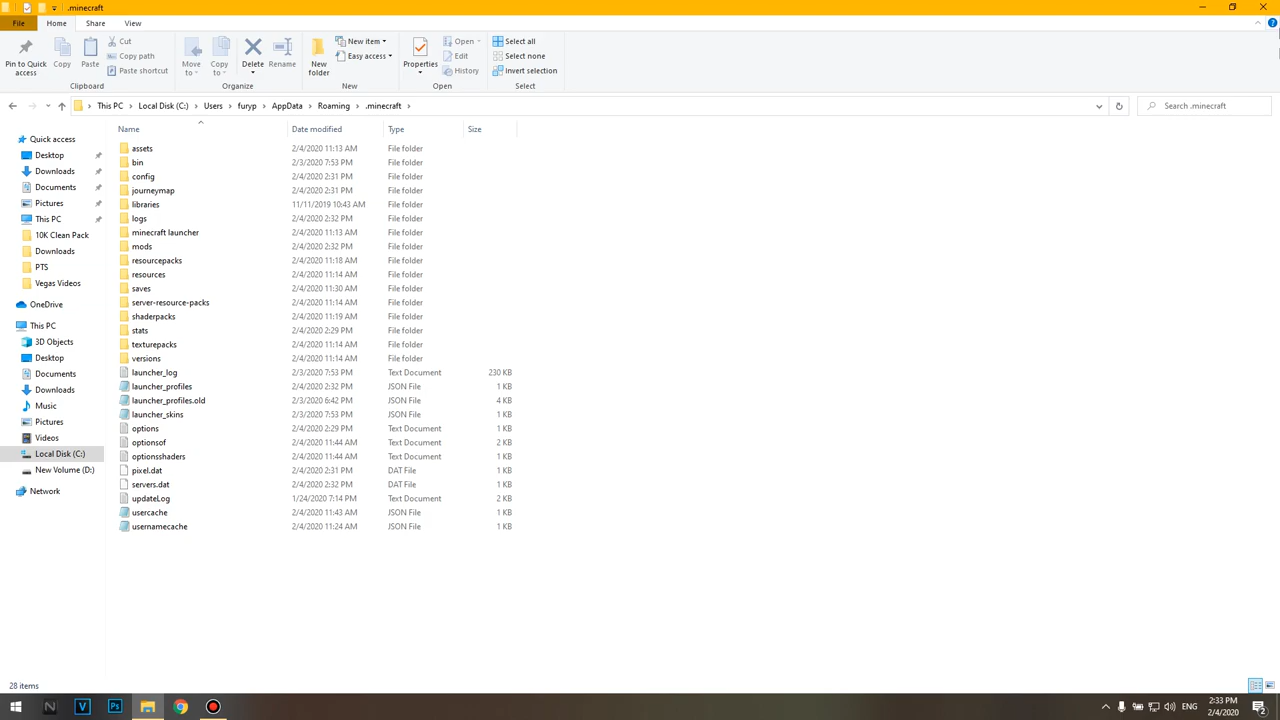 .minecraft
File Home Share View
Pin to Quick access
Copy
Paste
Cut
Copy path
Paste shortcut
Clipboard
Move to
Copy to
Delete
Rename
Organize
New folder
New item
Easy access
New
Properties
Open
Edit
History
Open
Select all
Select none
Invert selection
Select
This PC > Local Disk (C:) > Users > furyp > AppData > Roaming > .minecraft >
Search .minecraft
Quick access
Desktop
Downloads
Documents
Pictures
This PC
10K Clean Pack
Downloads
PTS
Vegas Videos
OneDrive
This PC
3D Objects
Desktop
Documents
Downloads
Music
Pictures
Videos
Local Disk (C:)
New Volume (D:)
Network
Name Date modified Type Size
assets 2/4/2020 11:13 AM File folder
bin 2/3/2020 7:53 PM File folder
config 2/4/2020 2:31 PM File folder
journeymap 2/4/2020 2:31 PM File folder
libraries 11/11/2019 10:43 AM File folder
logs 2/4/2020 2:32 PM File folder
minecraft launcher 2/4/2020 11:13 AM File folder
mods 2/4/2020 2:32 PM File folder
resourcepacks 2/4/2020 11:18 AM File folder
resources 2/4/2020 11:14 AM File folder
saves 2/4/2020 11:30 AM File folder
server-resource-packs 2/4/2020 11:14 AM File folder
shaderpacks 2/4/2020 11:19 AM File folder
stats 2/4/2020 2:29 PM File folder
texturepacks 2/4/2020 11:14 AM File folder
versions 2/4/2020 11:14 AM File folder
launcher_log 2/3/2020 7:53 PM Text Document 230 KB
launcher_profiles 2/4/2020 2:32 PM JSON File 1 KB
launcher_profiles.old 2/3/2020 6:42 PM JSON File 4 KB
launcher_skins 2/3/2020 7:53 PM JSON File 1 KB
options 2/4/2020 2:29 PM Text Document 1 KB
optionsof 2/4/2020 11:44 AM Text Document 2 KB
optionsshaders 2/4/2020 11:44 AM Text Document 1 KB
pixel.dat 2/4/2020 2:31 PM DAT File 1 KB
servers.dat 2/4/2020 2:32 PM DAT File 1 KB
updateLog 1/24/2020 7:14 PM Text Document 2 KB
usercache 2/4/2020 11:43 AM JSON File 1 KB
usernamecache 2/4/2020 11:24 AM JSON File 1 KB
28 items
N V Ps
ENG
2:33 PM
2/4/2020
2